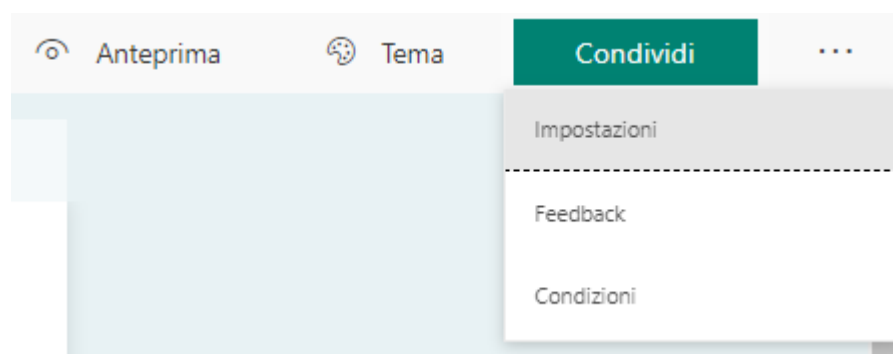 Anteprima Tema Condividi ...
Impostazioni
Feedback
Condizioni